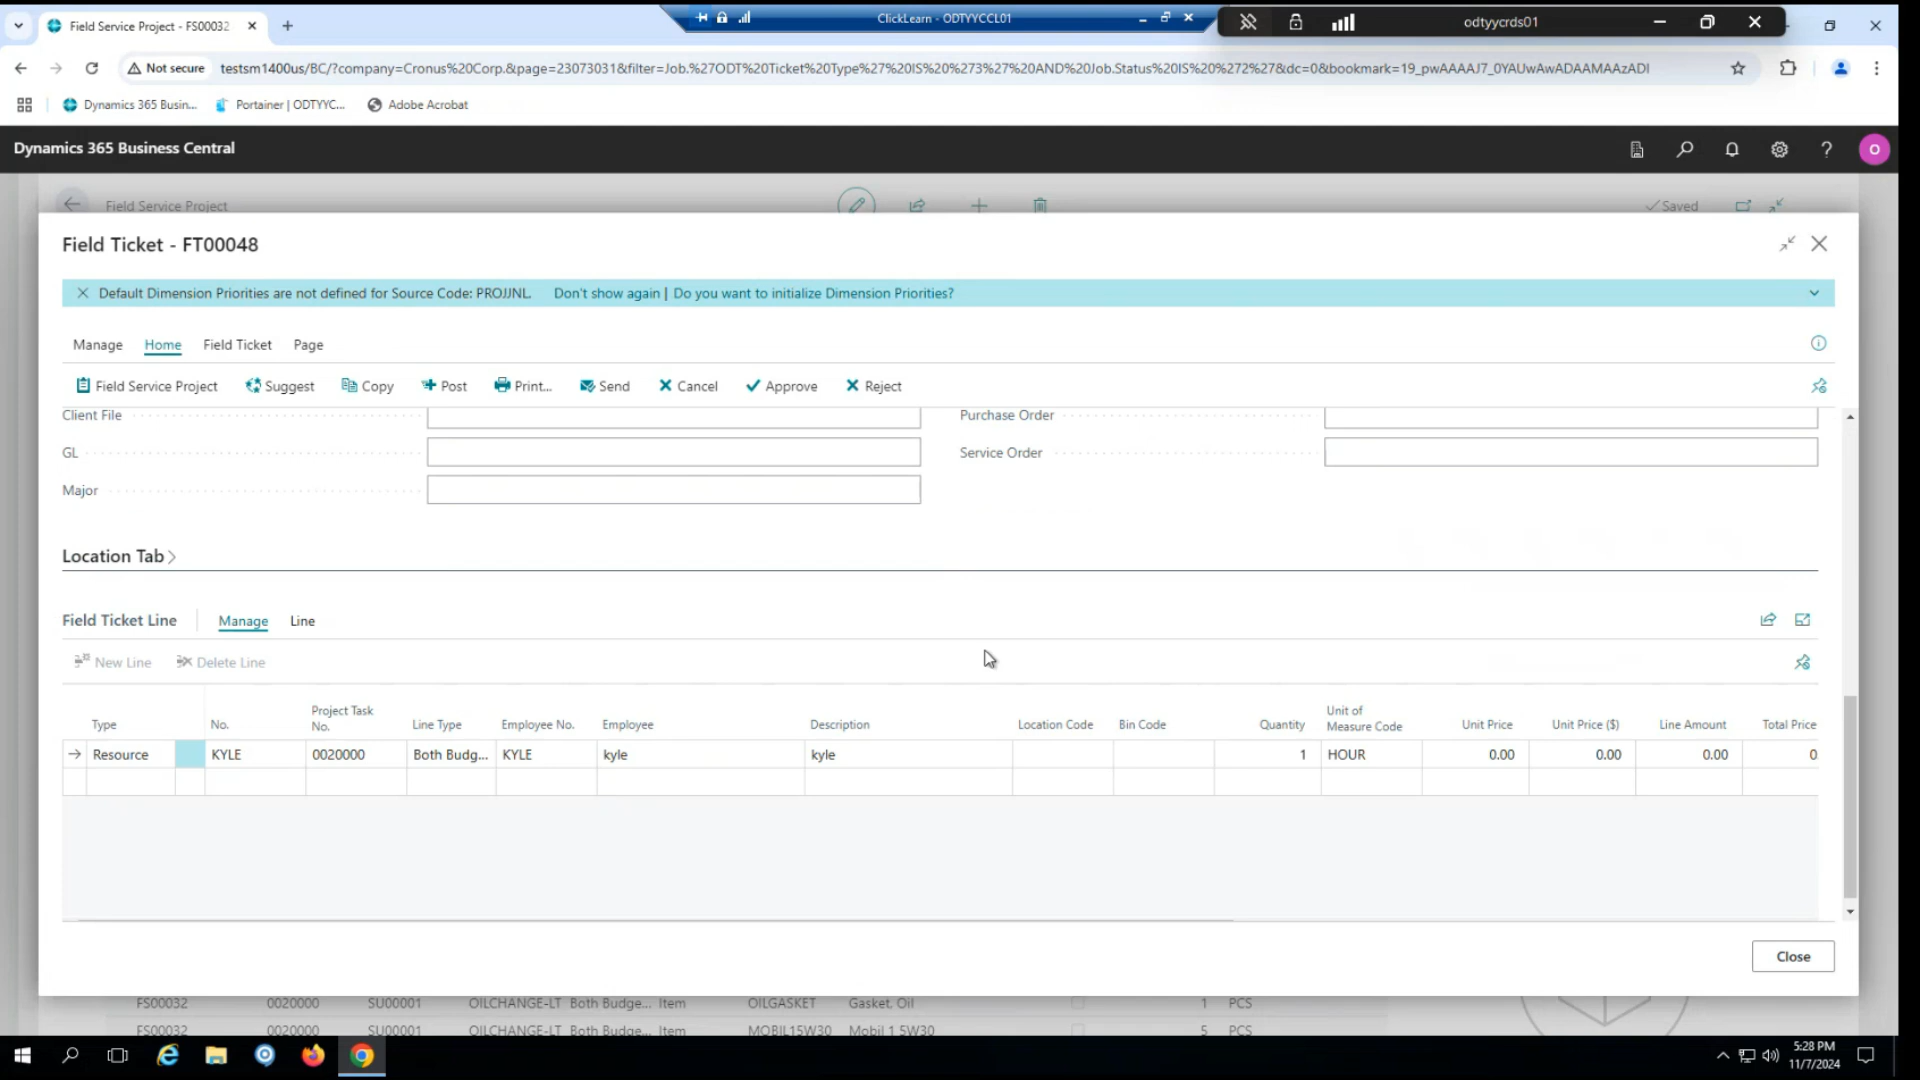 Field Service Project - FS00032
ClickLearn - ODTYYCCL01
odtyycrds01
Not secure
testsm1400us/BC/?company=Cronus%20Corp.&page=23073031&filter=Job.%27ODT%20Ticket%20Type%27%20IS%20%273%27%20AND%20Job.Status%20IS%20%272%27&dc=0&bookmark=19_pwAAAAJ7_0YAUwAwADAAMAAzADI
Dynamics 365 Busin...
Portainer | ODTYYC...
Adobe Acrobat
Dynamics 365 Business Central
O
Field Service Project
Saved
Field Ticket - FT00048
Default Dimension Priorities are not defined for Source Code: PROJJNL. Don't show again | Do you want to initialize Dimension Priorities?
Manage Home Field Ticket Page
Field Service Project Suggest Copy Post Print... Send Cancel Approve Reject
Client File Purchase Order
GL Service Order
Major
Location Tab
Field Ticket Line Manage Line
New Line Delete Line
Type No. Project Task No. Line Type Employee No. Employee Description Location Code Bin Code Quantity Unit of Measure Code Unit Price Unit Price ($) Line Amount Total Price
Resource KYLE 0020000 Both Budg... KYLE kyle kyle 1 HOUR 0.00 0.00 0.00 0.
Close
FS00032 0020000 SU00001 OILCHANGE-LT Both Budge... Item OILGASKET Gasket, Oil 1 PCS
FS00032 0020000 SU00001 OILCHANGE-LT Both Budge... Item MOBIL15W30 Mobil 1 5W30 5 PCS
5:28 PM
11/7/2024